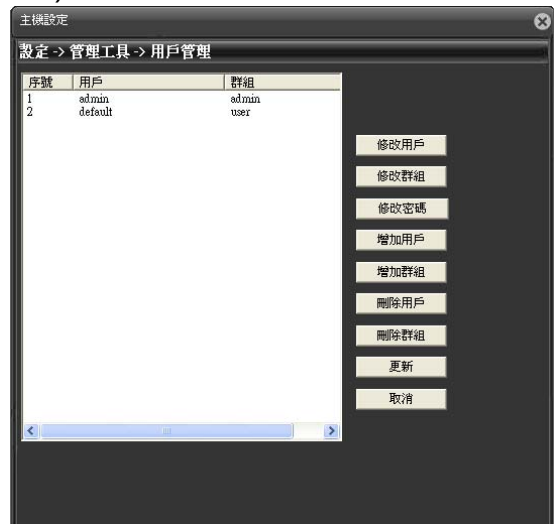 主機設定
設定 -> 管理工具 -> 用戶管理
序號 用戶 群組
1 admin admin
2 default user
修改用戶
修改群組
修改密碼
增加用戶
增加群組
刪除用戶
刪除群組
更新
取消